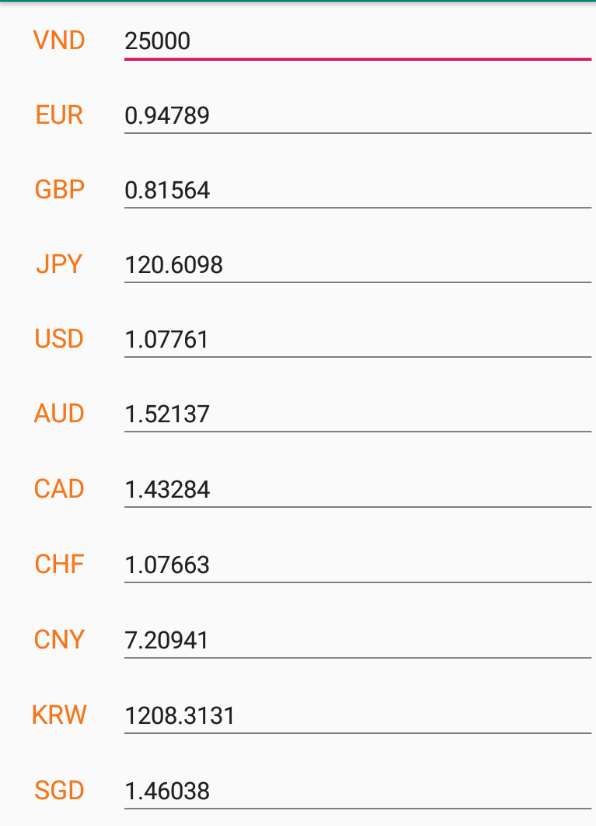 VND 25000
EUR 0.94789
GBP 0.81564
JPY 120.6098
USD 1.07761
AUD 1.52137
CAD 1.43284
CHF 1.07663
CNY 7.20941
KRW 1208.3131
SGD 1.46038